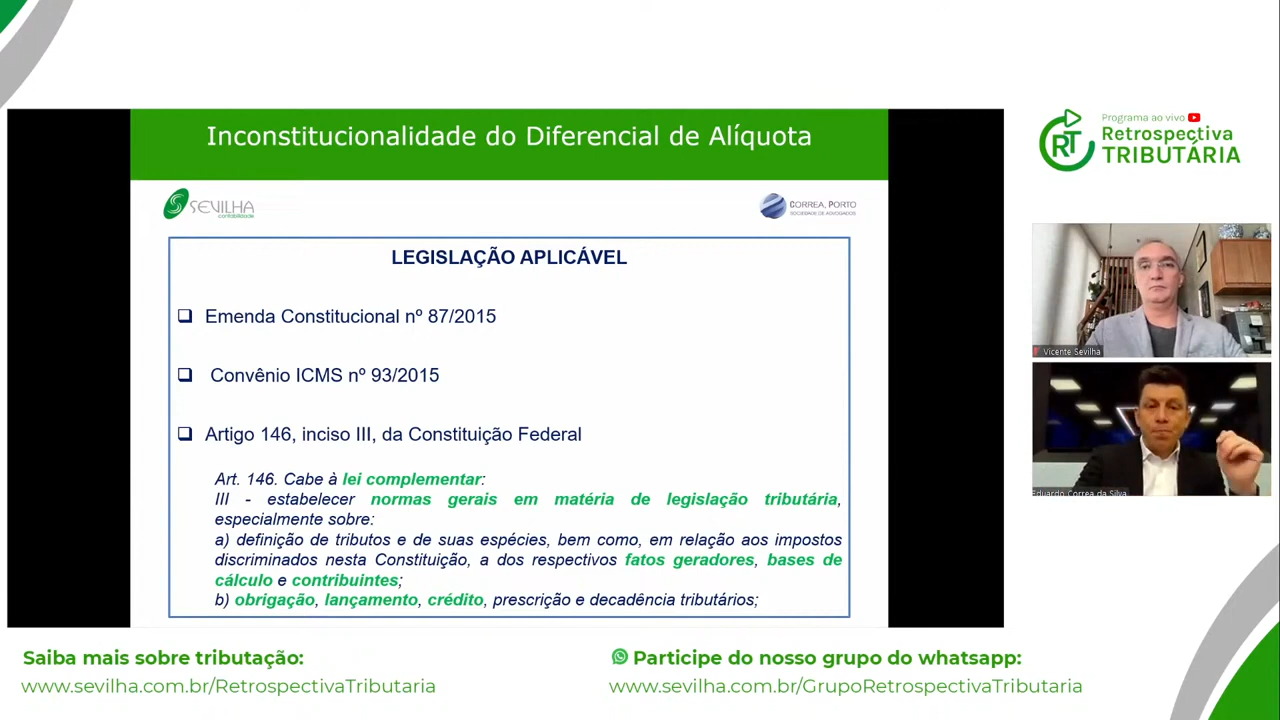 Inconstitucionalidade do Diferencial de Alíquota
SEVILHA
contabilidade
CORREA, PORTO
SOCIEDADE DE ADVOGADOS
LEGISLAÇÃO APLICÁVEL
Emenda Constitucional nº 87/2015
Convênio ICMS nº 93/2015
Artigo 146, inciso III, da Constituição Federal
Art. 146. Cabe à lei complementar:
III - estabelecer normas gerais em matéria de legislação tributária,
especialmente sobre:
a) definição de tributos e de suas espécies, bem como, em relação aos impostos
discriminados nesta Constituição, a dos respectivos fatos geradores, bases de
cálculo e contribuintes;
b) obrigação, lançamento, crédito, prescrição e decadência tributários;
Programa ao vivo
RT
Retrospectiva
TRIBUTÁRIA
Vicente Sevilha
Eduardo Correa da Silva
Saiba mais sobre tributação:
www.sevilha.com.br/RetrospectivaTributaria
Participe do nosso grupo do whatsapp:
www.sevilha.com.br/GrupoRetrospectivaTributaria